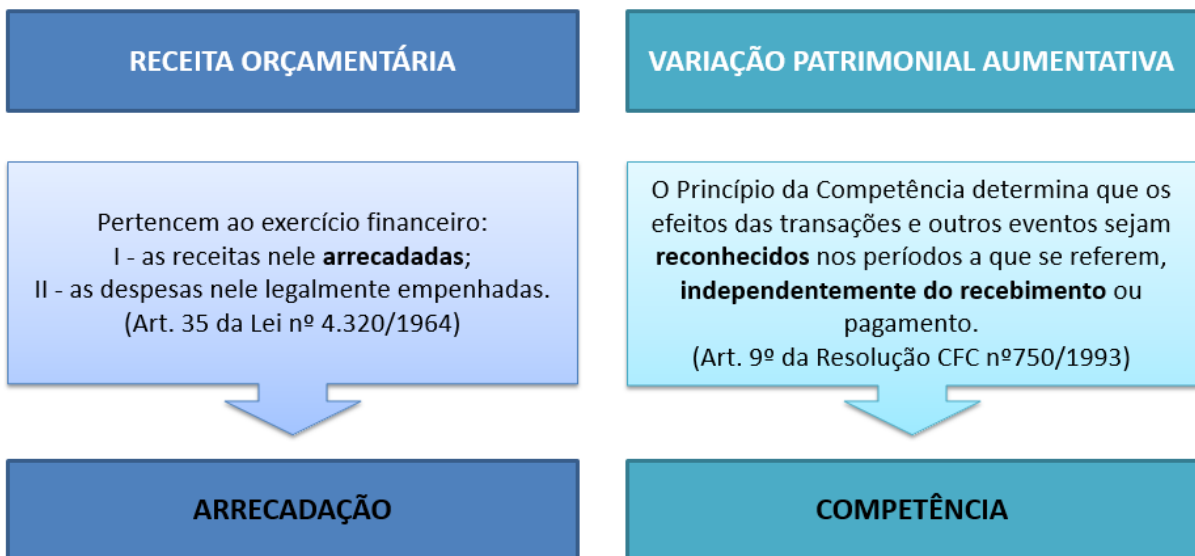 RECEITA ORÇAMENTÁRIA
Pertencem ao exercício financeiro:
I - as receitas nele arrecadadas;
II - as despesas nele legalmente empenhadas.
(Art. 35 da Lei nº 4.320/1964)
ARRECADAÇÃO
VARIAÇÃO PATRIMONIAL AUMENTATIVA
O Princípio da Competência determina que os
efeitos das transações e outros eventos sejam
reconhecidos nos períodos a que se referem,
independentemente do recebimento ou
pagamento.
(Art. 9º da Resolução CFC nº750/1993)
COMPETÊNCIA